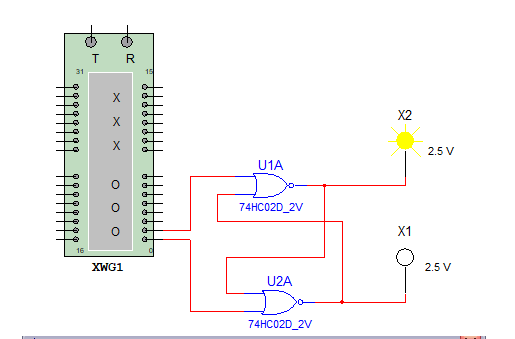 T R
31 15
X
X
X
O
O
O
16 0
XWG1
U1A
74HC02D_2V
U2A
74HC02D_2V
X2
2.5 V
X1
2.5 V